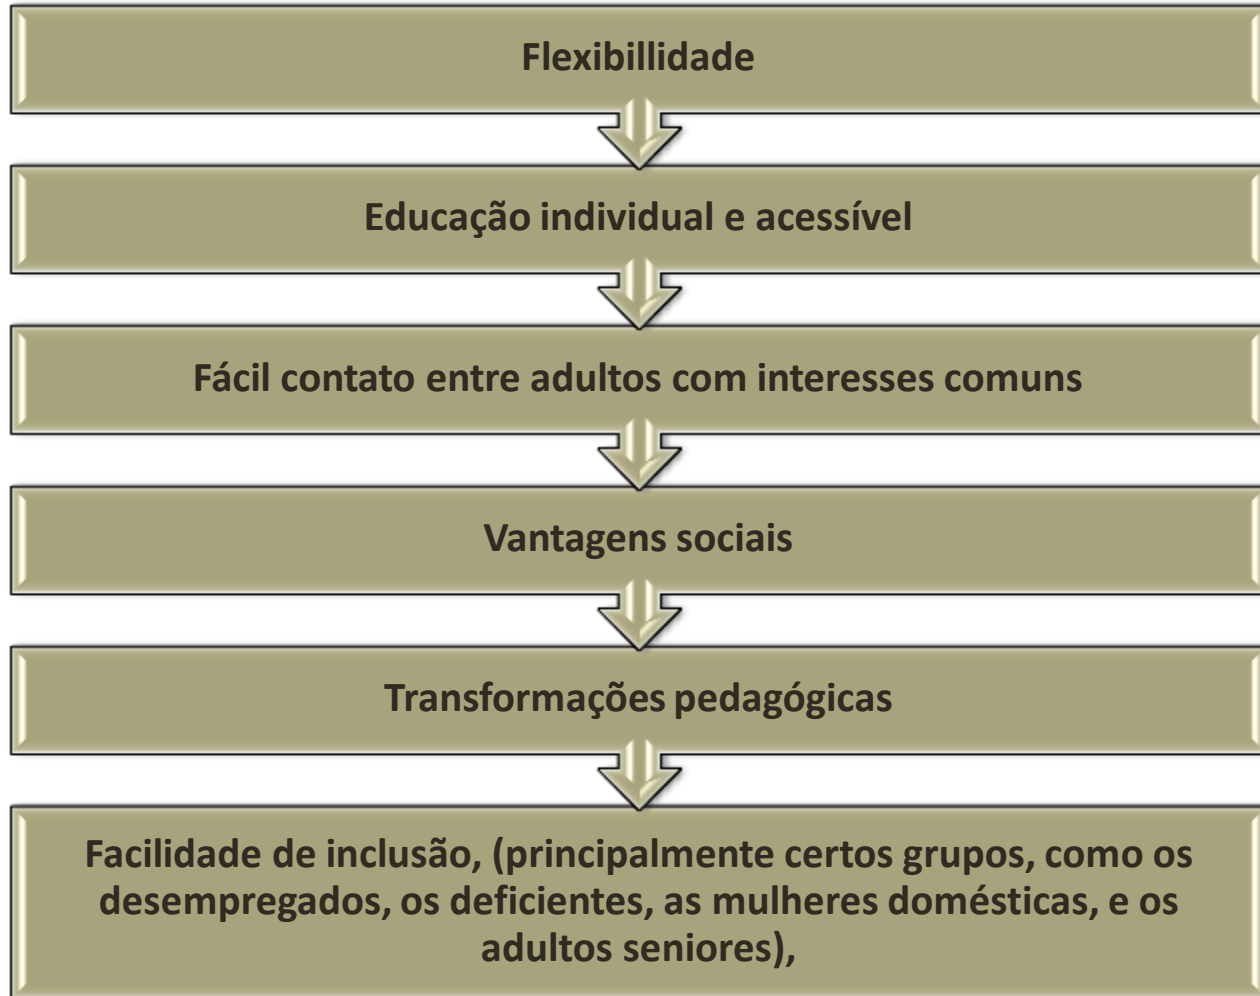 Flexibillidade
Educação individual e acessível
Fácil contato entre adultos com interesses comuns
Vantagens sociais
Transformações pedagógicas
Facilidade de inclusão, (principalmente certos grupos, como os
desempregados, os deficientes, as mulheres domésticas, e os
adultos seniores),